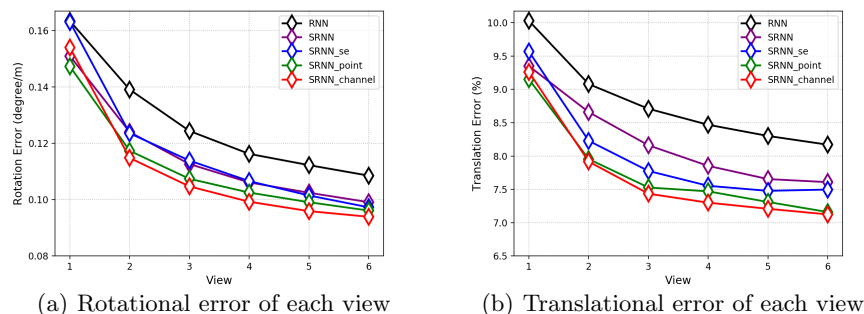 0.16
0.14
0.12
0.10
0.08
Rotation Error (degree/m)
1 2 3 4 5 6
View
RNN
SRNN
SRNN_se
SRNN_point
SRNN_channel
(a) Rotational error of each view
10.0
9.5
9.0
8.5
8.0
7.5
7.0
6.5
Translation Error (%)
1 2 3 4 5 6
View
RNN
SRNN
SRNN_se
SRNN_point
SRNN_channel
(b) Translational error of each view